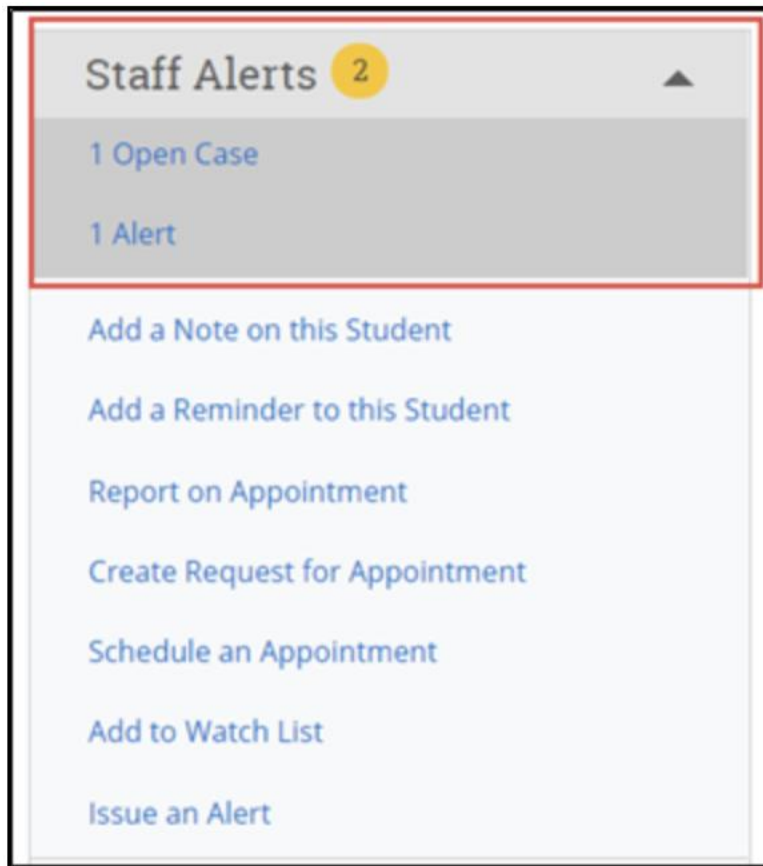 Staff Alerts 2
1 Open Case
1 Alert
Add a Note on this Student
Add a Reminder to this Student
Report on Appointment
Create Request for Appointment
Schedule an Appointment
Add to Watch List
Issue an Alert